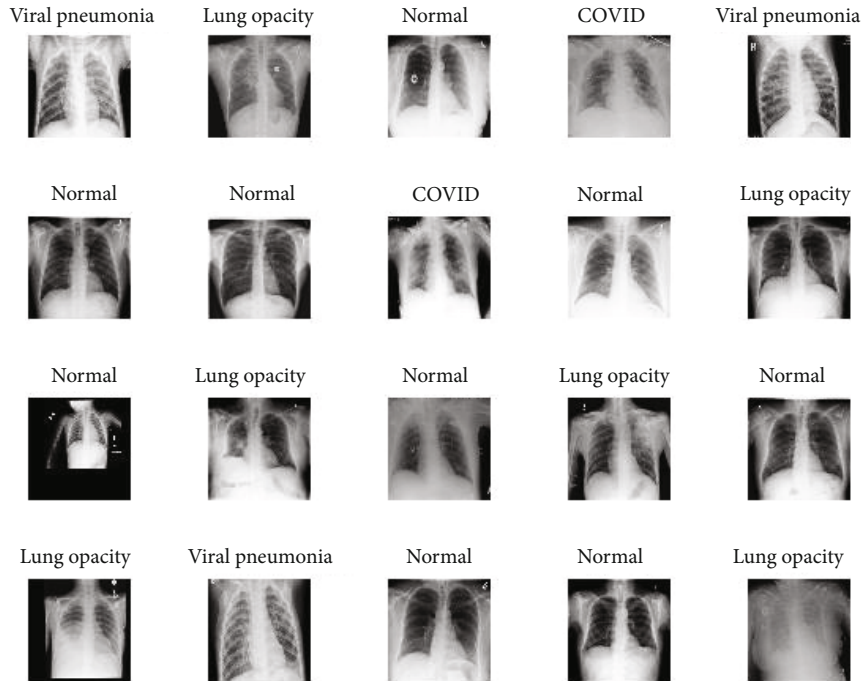 Viral pneumonia Lung opacity Normal COVID Viral pneumonia
Normal Normal COVID Normal Lung opacity
Normal Lung opacity Normal Lung opacity Normal
Lung opacity Viral pneumonia Normal Normal Lung opacity